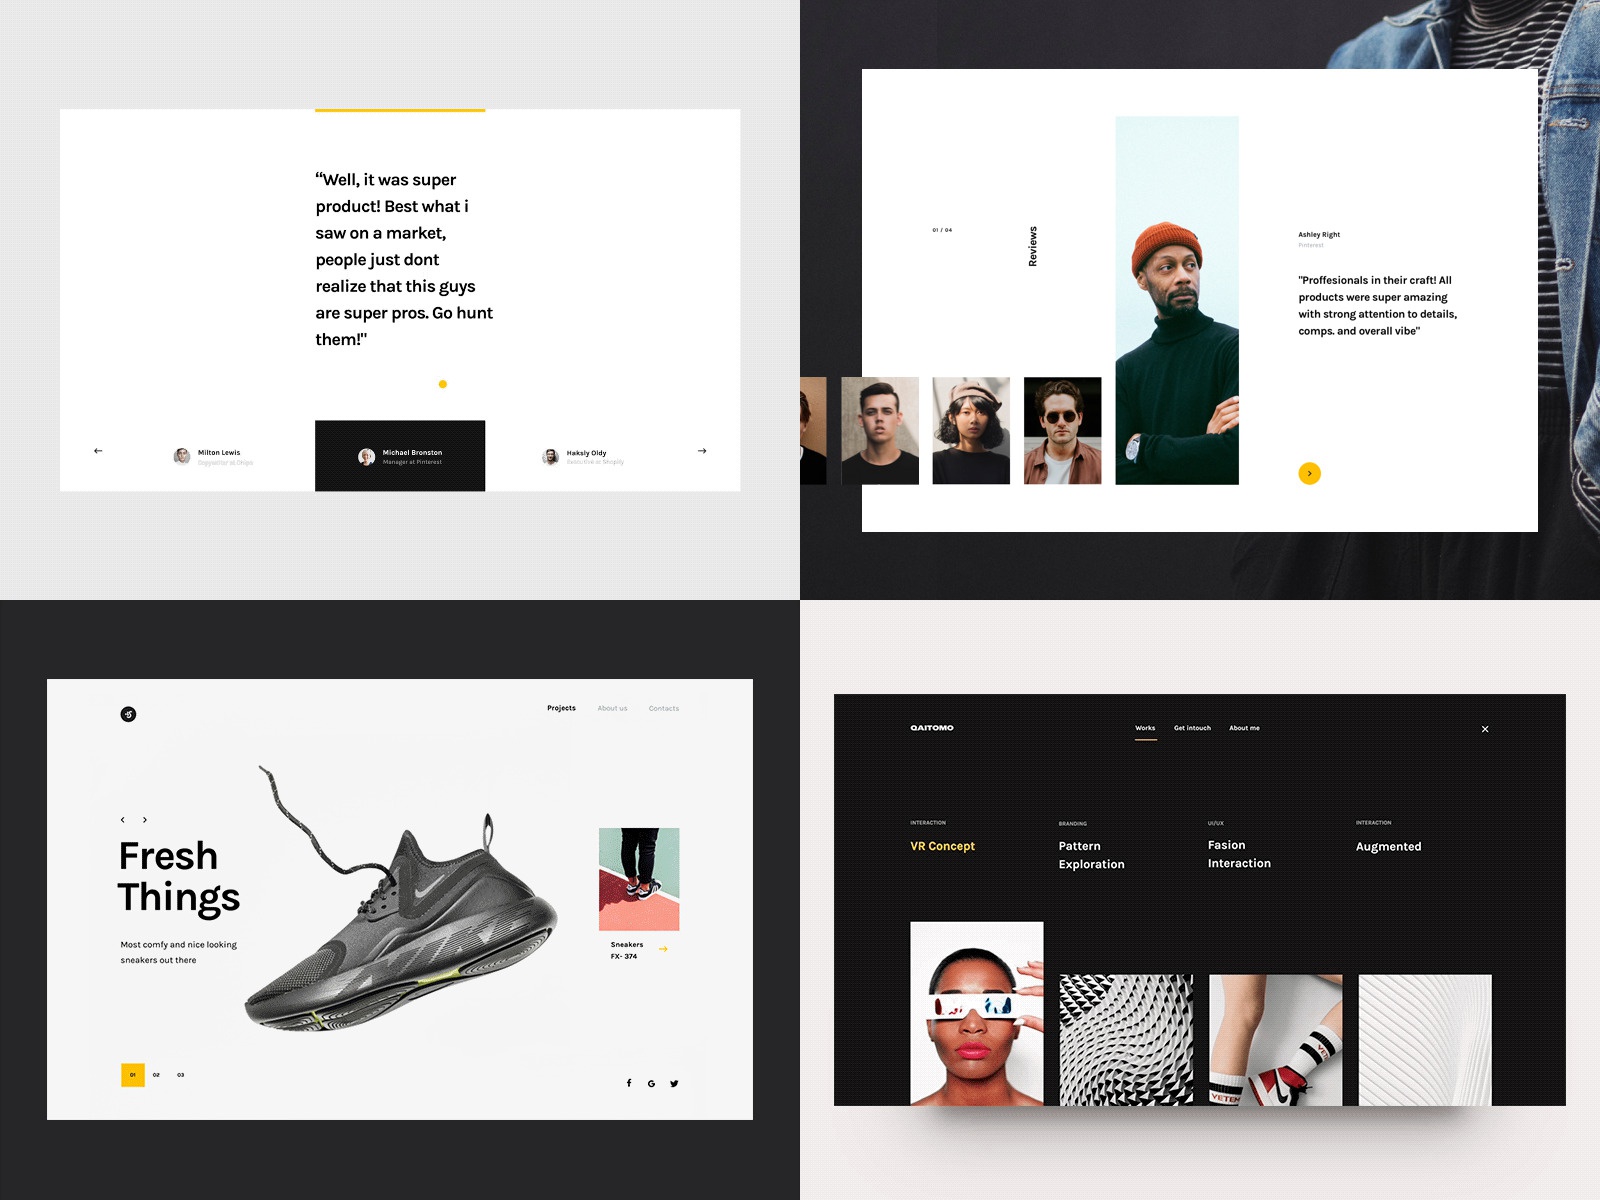 “Well, it was super
product! Best what i
saw on a market,
people just dont
realize that this guys
are super pros. Go hunt
them!"
Milton Lewis
Copywriter at Ohipo
Michael Bronston
Manager at Pinterest
Haksly Oldy
Executive at Shopify
01 / 04
Reviews
Ashley Right
Pinterest
"Proffesionals in their craft! All
products were super amazing
with strong attention to details,
comps. and overall vibe"
Projects
About us
Contacts
Fresh
Things
Most comfy and nice looking
sneakers out there
Sneakers
FX- 374
01
02
03
QAITOMO
Works
Get intouch
About me
INTERACTION
VR Concept
BRANDING
Pattern
Exploration
UI/UX
Fasion
Interaction
INTERACTION
Augmented